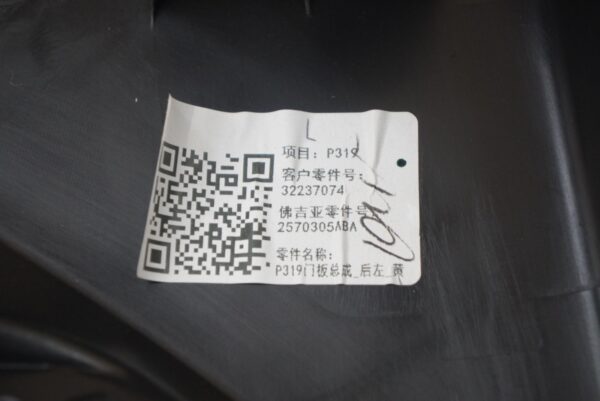 L
项目：P319
客户零件号：
32237074
佛吉亚零件号
2570305ABA
零件名称：
P319门板总成_后左_黄